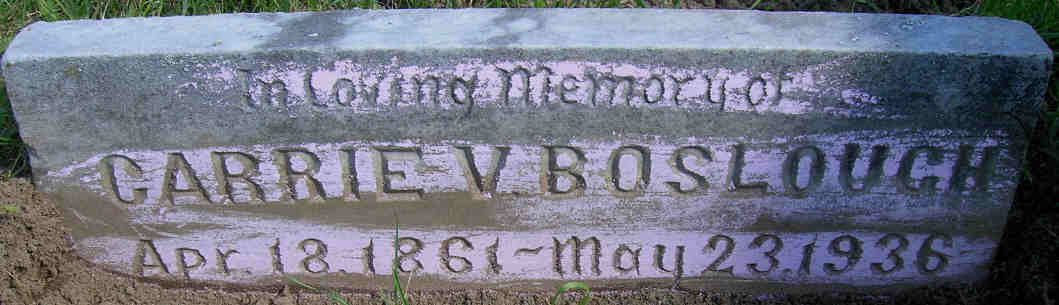 In Loving Memory of
CARRIE V. BOSLOUGH
Apr. 18. 1861 ~ May 23. 1936